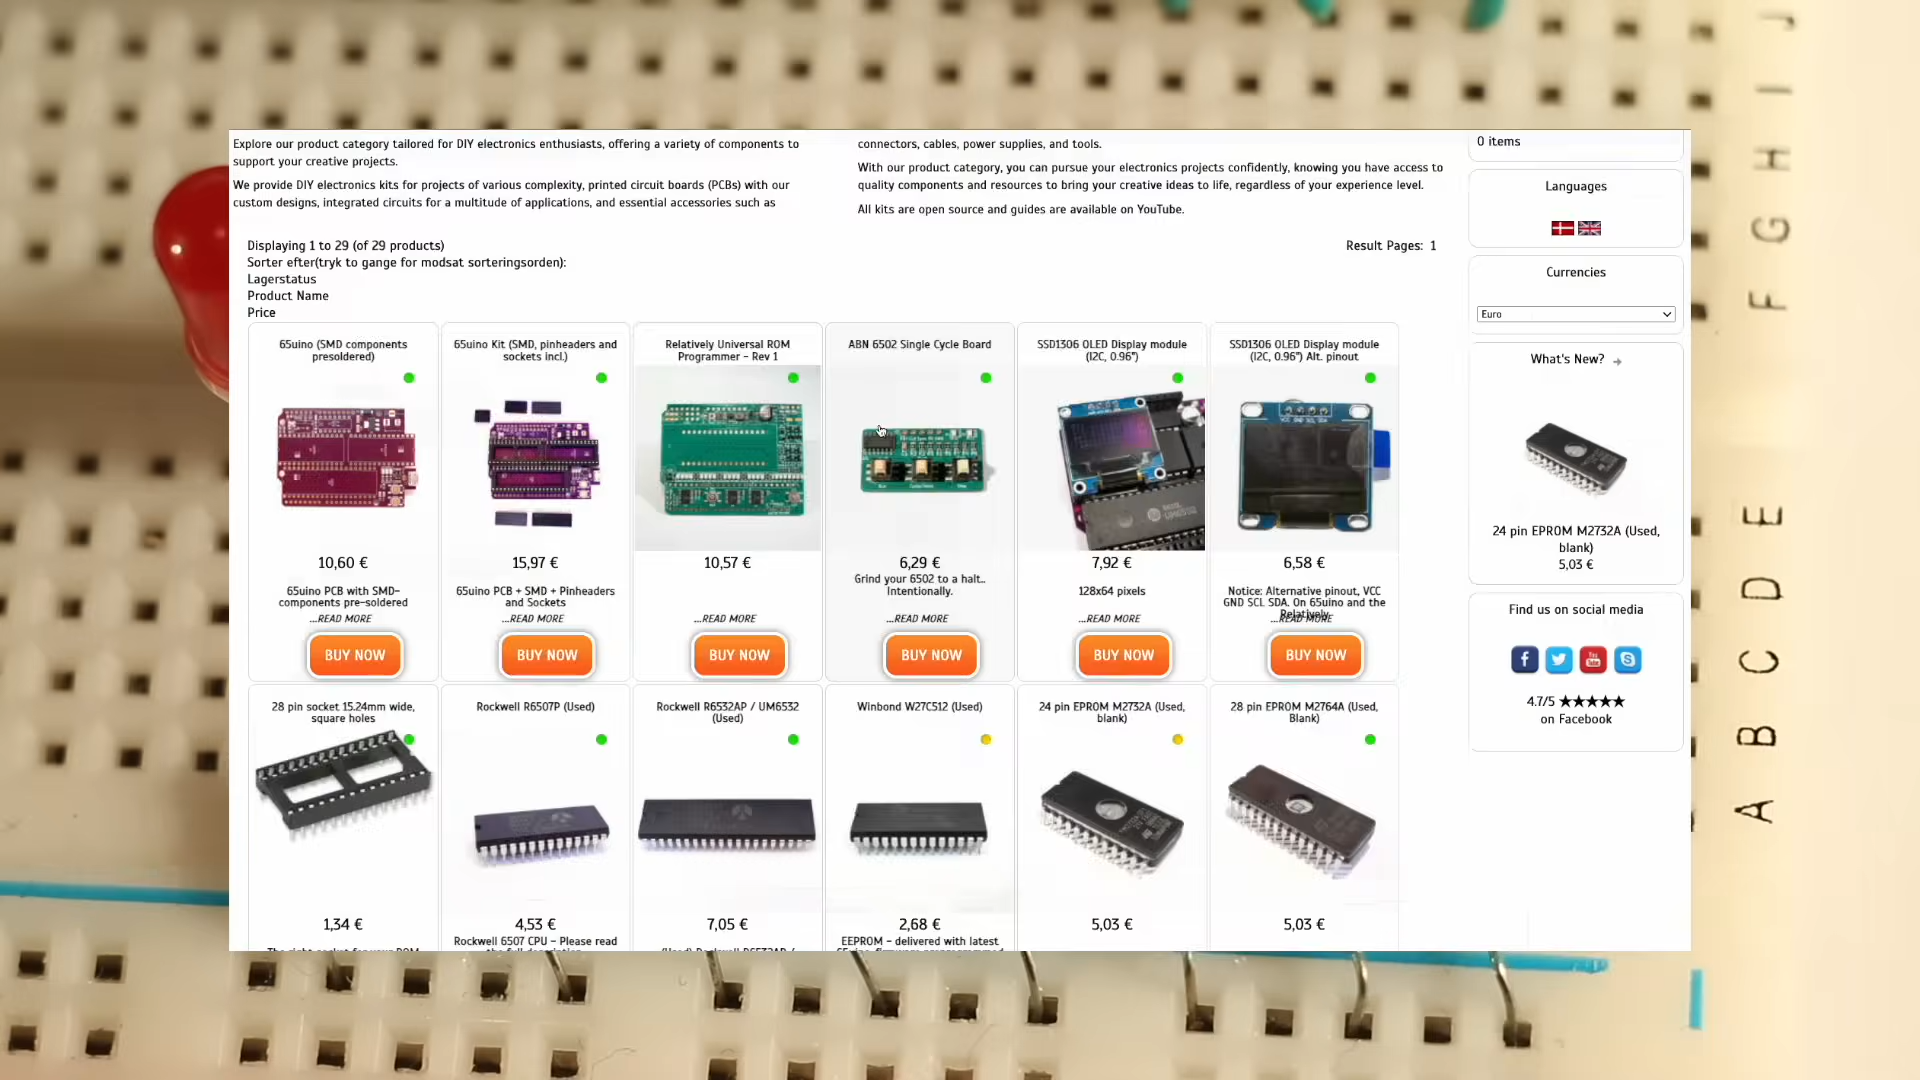 Explore our product category tailored for DIY electronics enthusiasts, offering a variety of components to
support your creative projects.
We provide DIY electronics kits for projects of various complexity, printed circuit boards (PCBs) with our
custom designs, integrated circuits for a multitude of applications, and essential accessories such as
connectors, cables, power supplies, and tools.
With our product category, you can pursue your electronics projects confidently, knowing you have access to
quality components and resources to bring your creative ideas to life, regardless of your experience level.
All kits are open source and guides are available on YouTube.
Displaying 1 to 29 (of 29 products)
Result Pages: 1
Sorter efter(tryk to gange for modsat sorteringsorden):
Lagerstatus
Product Name
Price
65uino (SMD components
presoldered)
10,60 €
65uino PCB with SMD-
components pre-soldered
...READ MORE
BUY NOW
65uino Kit (SMD, pinheaders and
sockets incl.)
15,97 €
65uino PCB + SMD + Pinheaders
and Sockets
...READ MORE
BUY NOW
Relatively Universal ROM
Programmer - Rev 1
10,57 €
...READ MORE
BUY NOW
ABN 6502 Single Cycle Board
6,29 €
Grind your 6502 to a halt..
Intentionally.
...READ MORE
BUY NOW
SSD1306 OLED Display module
(I2C, 0.96")
7,92 €
128x64 pixels
...READ MORE
BUY NOW
SSD1306 OLED Display module
(I2C, 0.96") Alt. pinout
6,58 €
Notice: Alternative pinout, VCC
GND SCL SDA. On 65uino and the
Relatively
...READ MORE
BUY NOW
28 pin socket 15.24mm wide,
square holes
1,34 €
Rockwell R6507P (Used)
4,53 €
Rockwell 6507 CPU - Please read
Rockwell R6532AP / UM6532
(Used)
7,05 €
Winbond W27C512 (Used)
2,68 €
EEPROM - delivered with latest
24 pin EPROM M2732A (Used,
blank)
5,03 €
28 pin EPROM M2764A (Used,
Blank)
5,03 €
0 items
Languages
Currencies
Euro
What's New?
24 pin EPROM M2732A (Used,
blank)
5,03 €
Find us on social media
4.7/5 ★★★★★
on Facebook
A B C D E
F G H I J